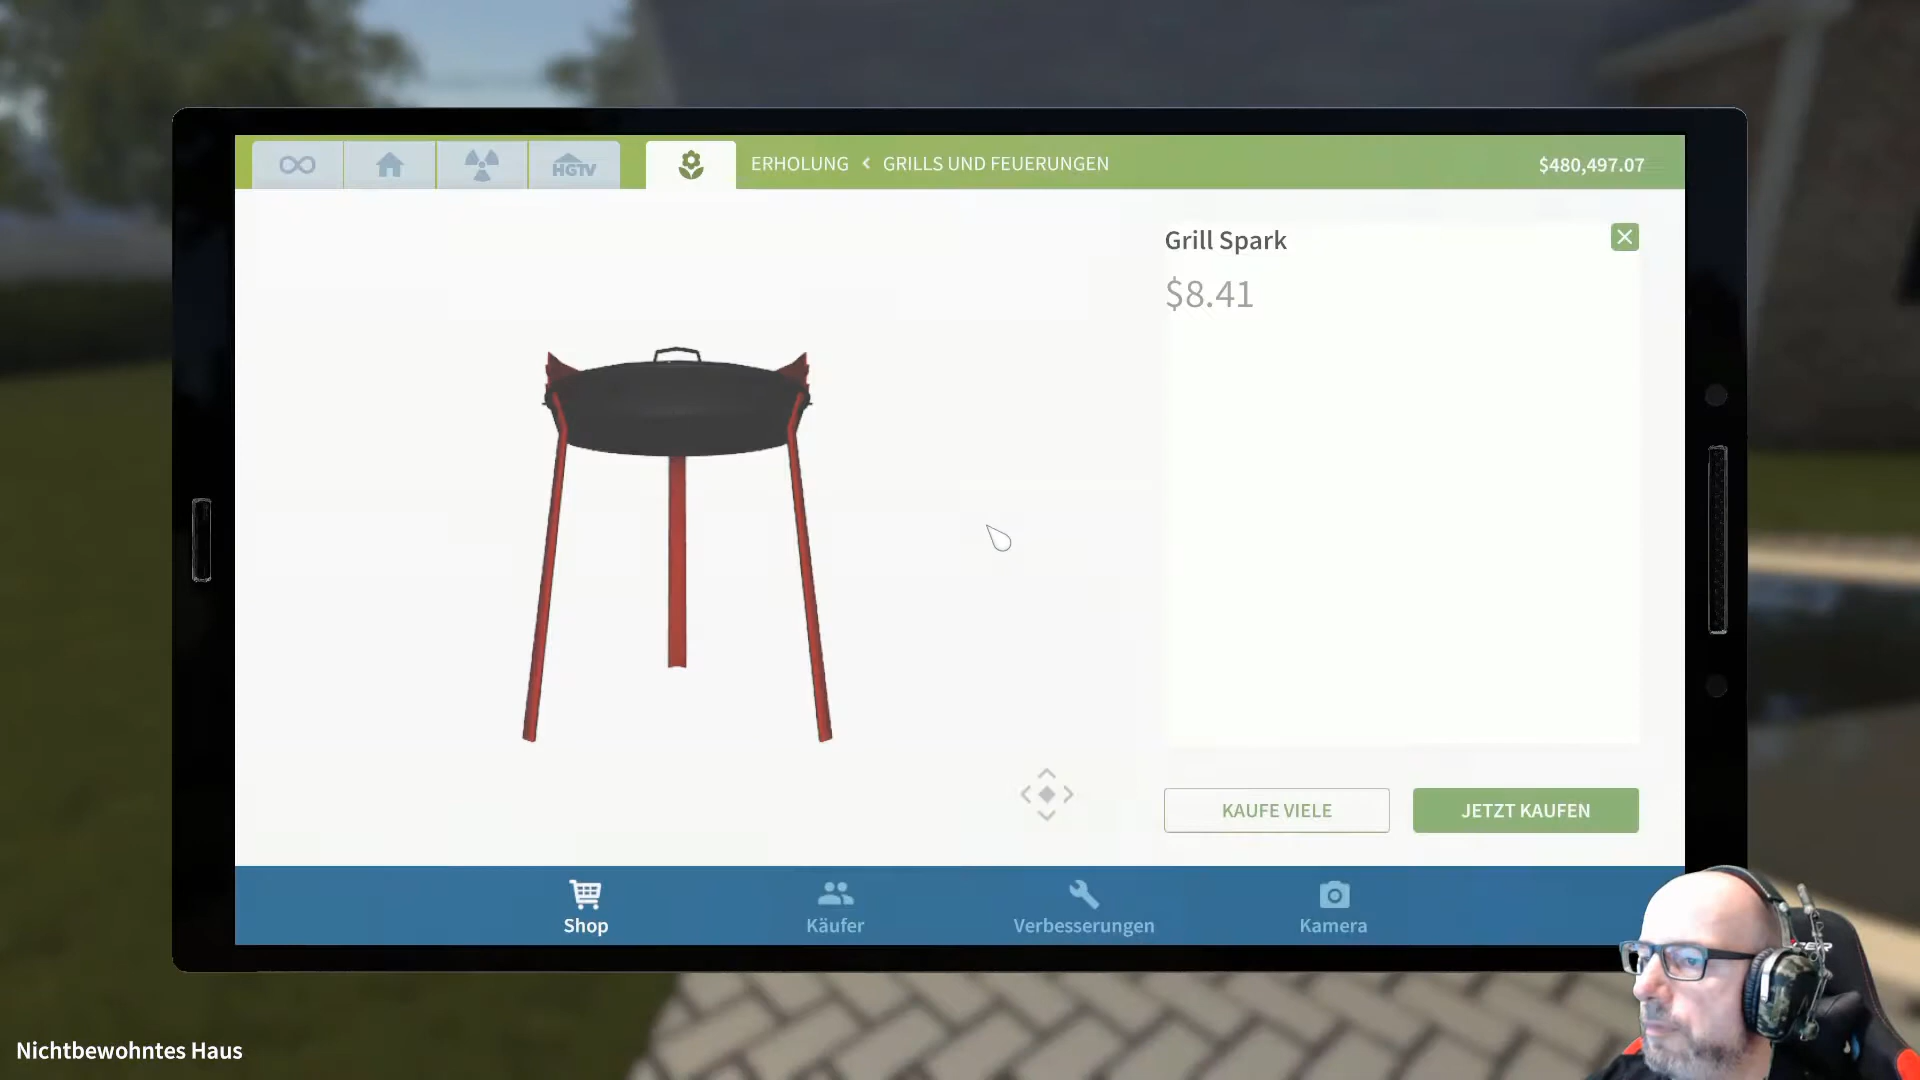 HGTV
ERHOLUNG < GRILLS UND FEUERUNGEN
$480,497.07
Grill Spark
$8.41
KAUFE VIELE
JETZT KAUFEN
Shop
Käufer
Verbesserungen
Kamera
Nichtbewohntes Haus